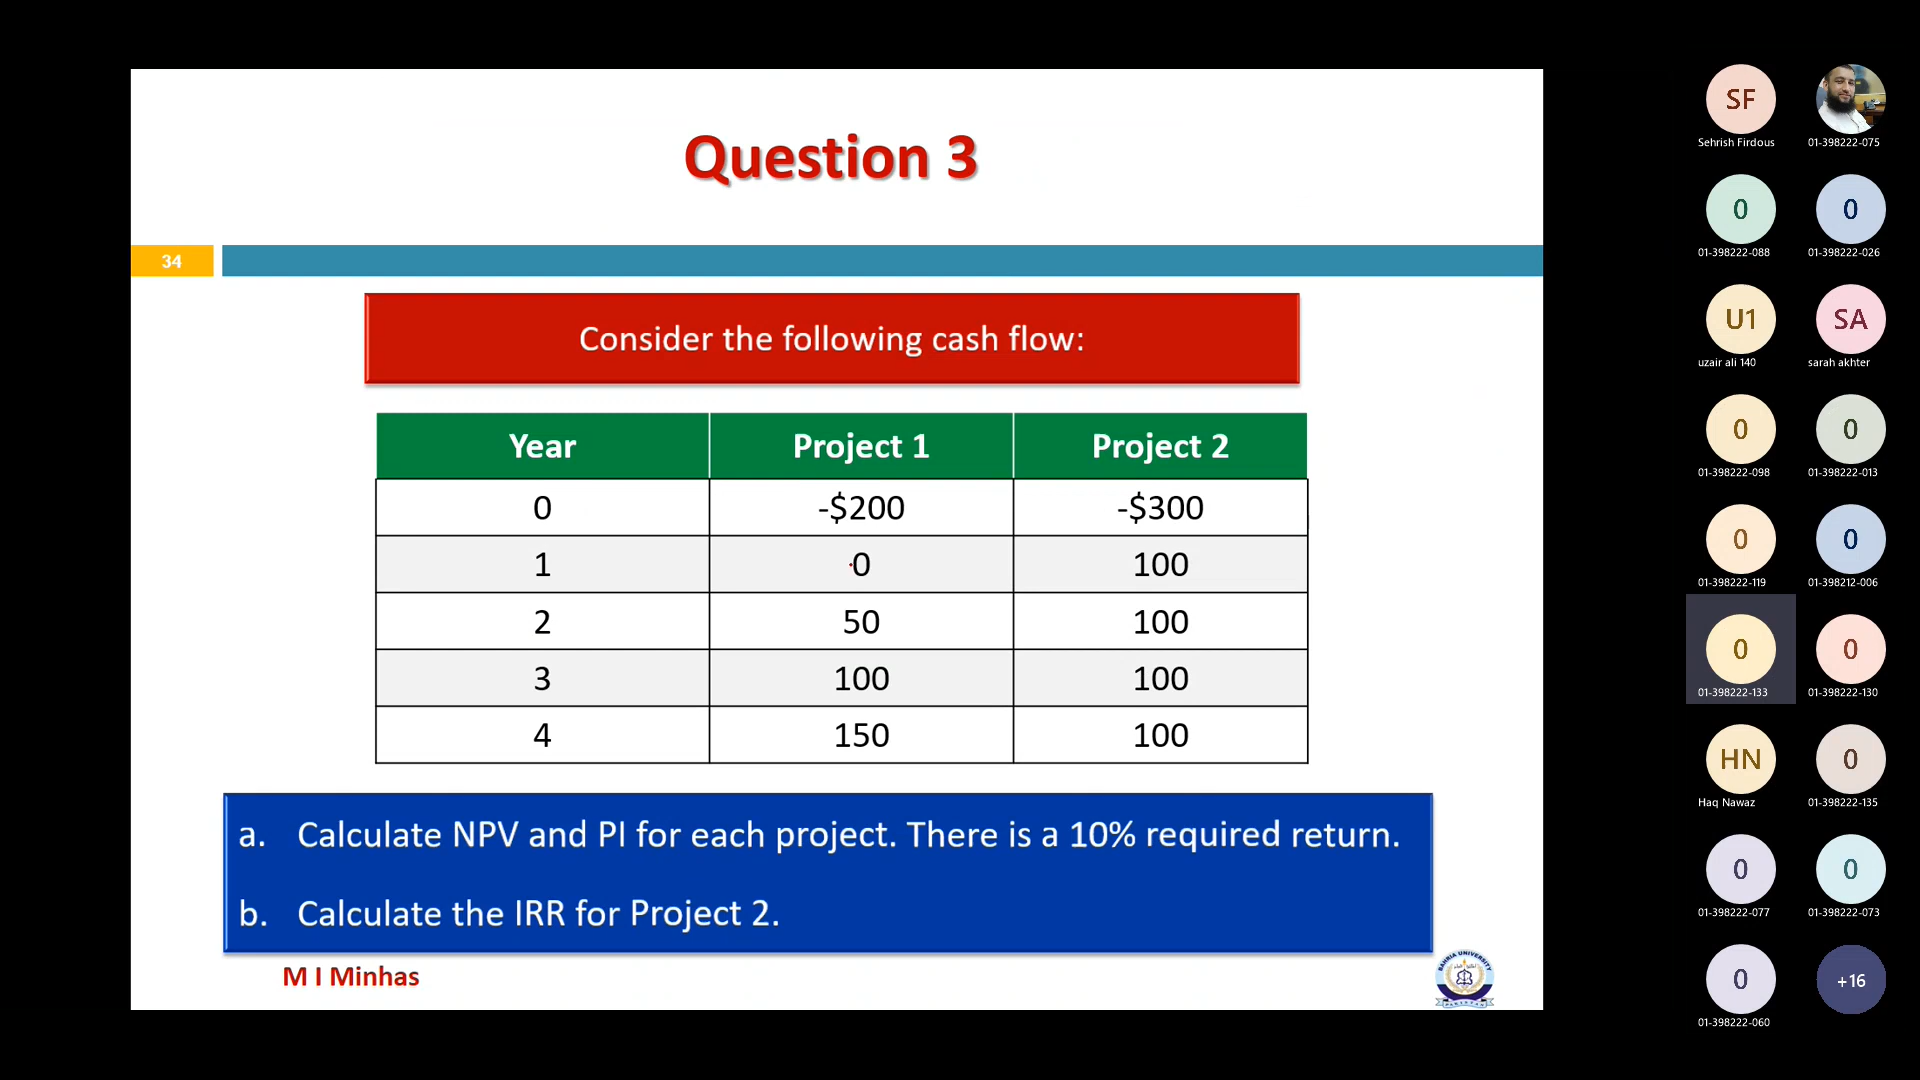 Question 3
34
Consider the following cash flow:
Year Project 1 Project 2
0 -$200 -$300
1 0 100
2 50 100
3 100 100
4 150 100
a. Calculate NPV and PI for each project. There is a 10% required return.
b. Calculate the IRR for Project 2.
M I Minhas
BAHRIA UNIVERSITY
SF
Sehrish Firdous 01-398222-075
0 0
01-398222-088 01-398222-026
U1 SA
uzair ali 140 sarah akhter
0 0
01-398222-098 01-398222-013
0 0
01-398222-119 01-398212-006
0 0
01-398222-133 01-398222-130
HN 0
Haq Nawaz 01-398222-135
0 0
01-398222-077 01-398222-073
0 +16
01-398222-060